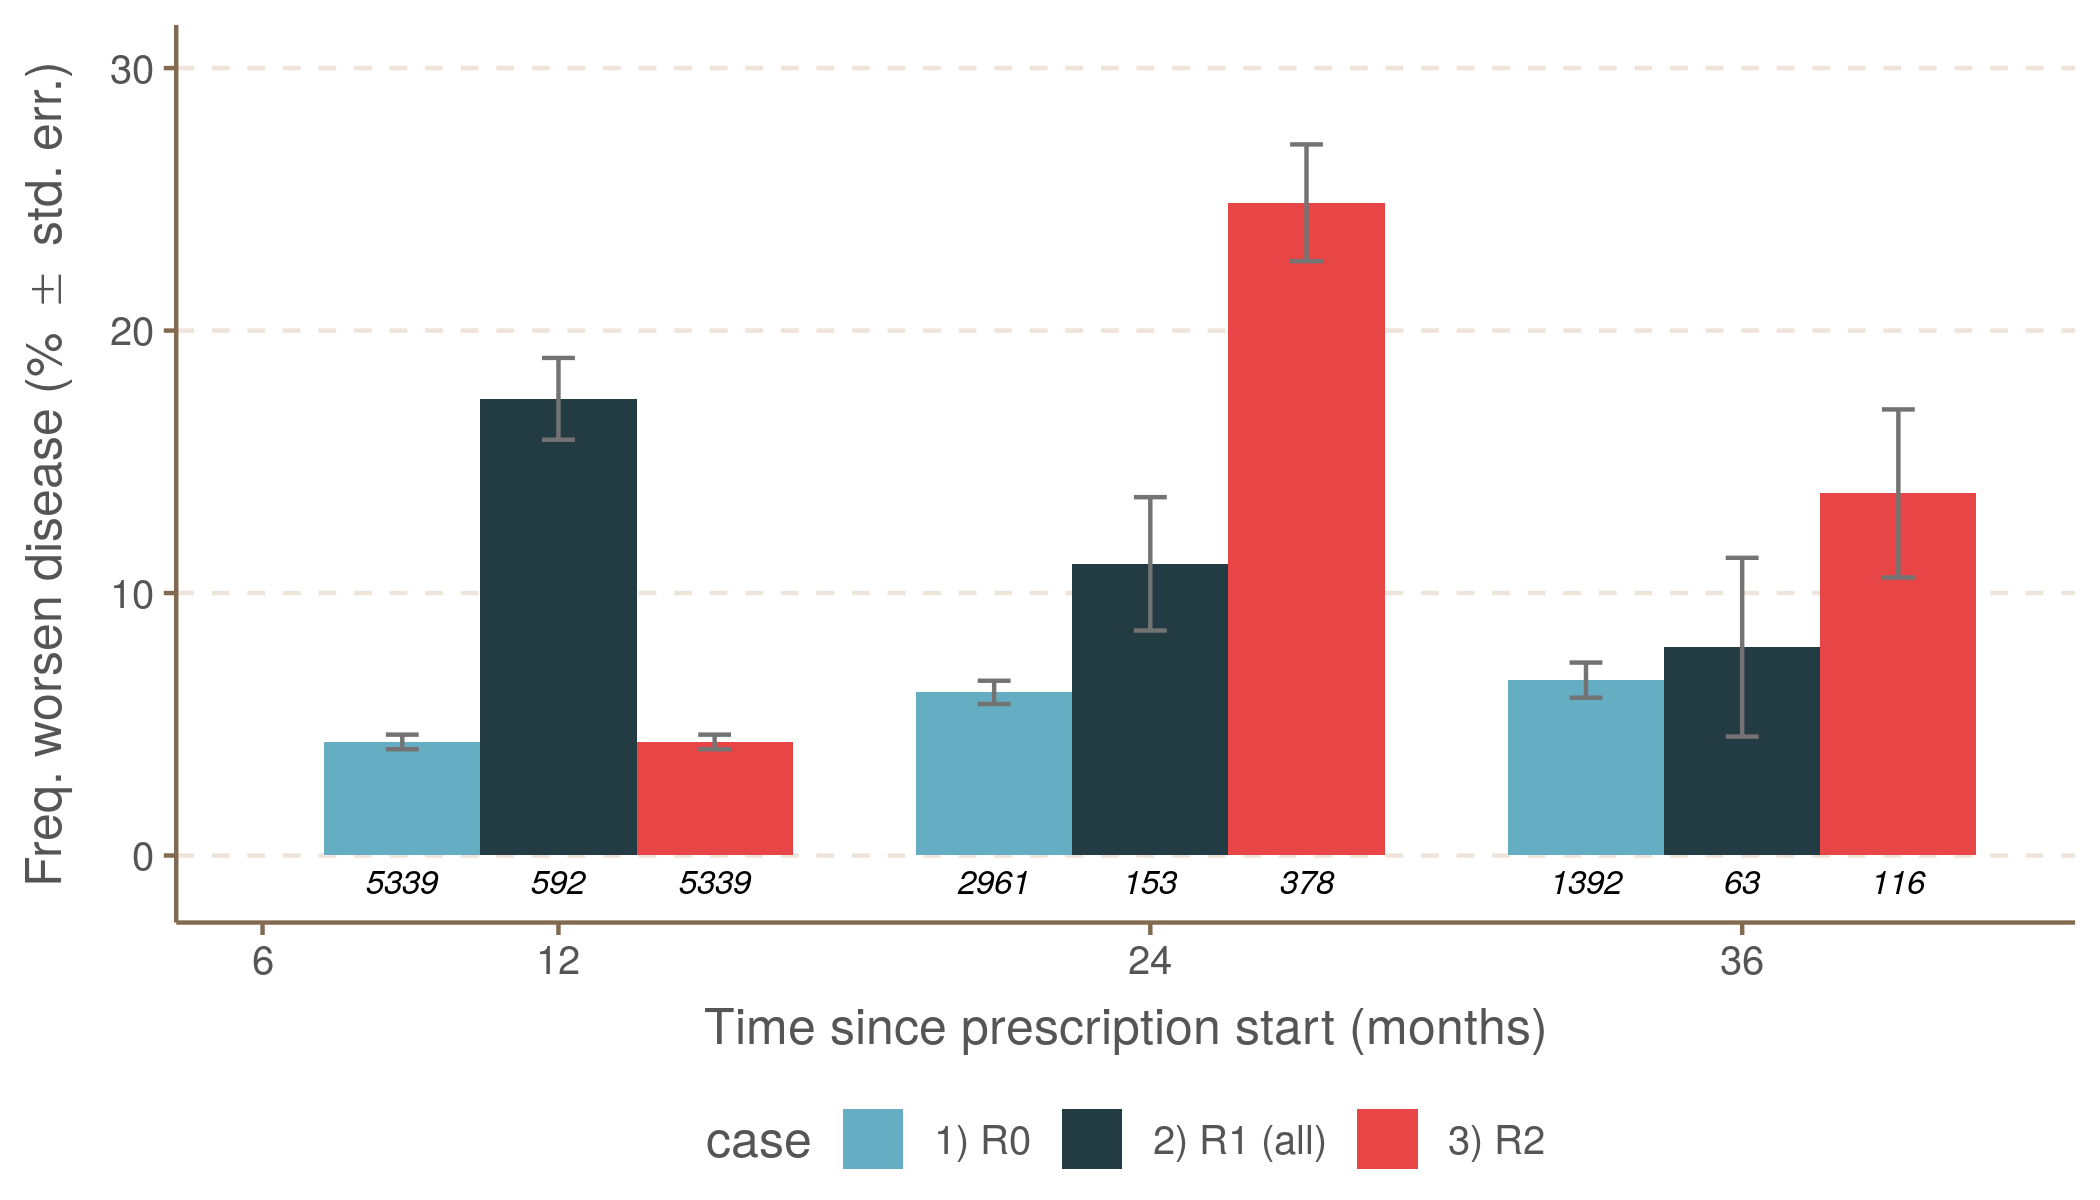 Freq. worsen disease (% ± std. err.)
30
20
10
0
5339 592 5339 2961 153 378 1392 63 116
6 12 24 36
Time since prescription start (months)
case 1) R0 2) R1 (all) 3) R2